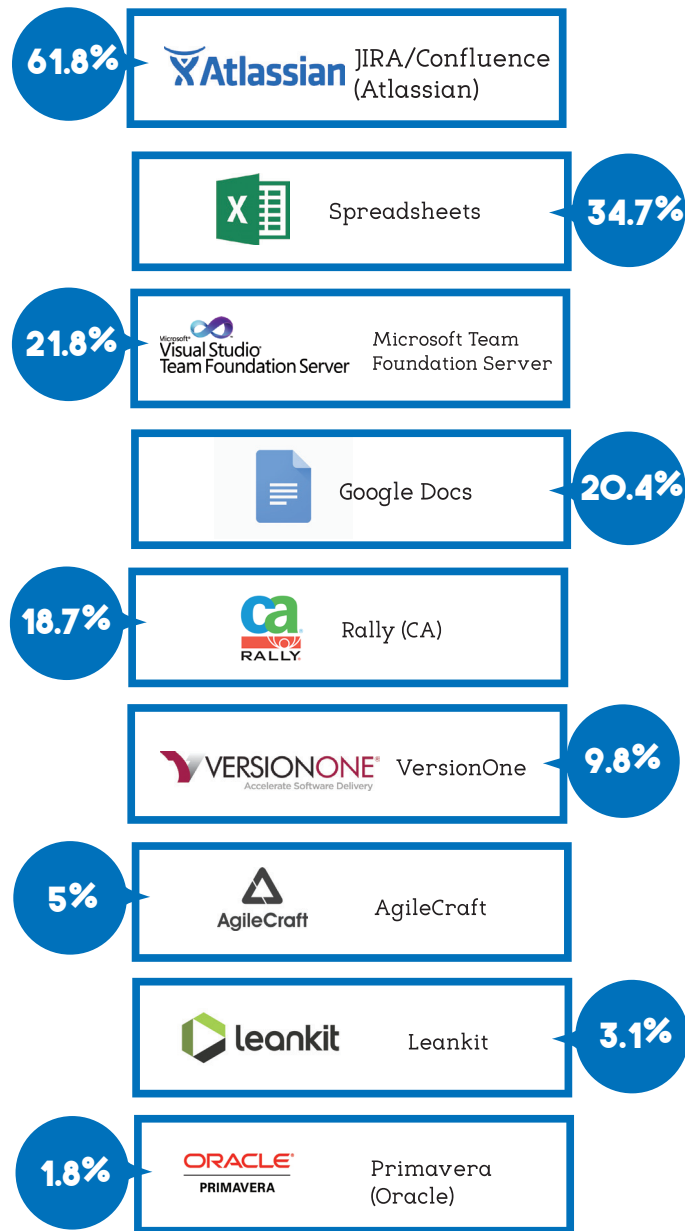 61.8%
Atlassian
JIRA/Confluence
(Atlassian)
X
Spreadsheets
34.7%
21.8%
Microsoft®
Visual Studio®
Team Foundation Server
Microsoft Team
Foundation Server
Google Docs
20.4%
18.7%
ca
RALLY®
Rally (CA)
VERSIONONE®
Accelerate Software Delivery
VersionOne
9.8%
5%
AgileCraft
AgileCraft
leankit
Leankit
3.1%
1.8%
ORACLE®
PRIMAVERA
Primavera
(Oracle)